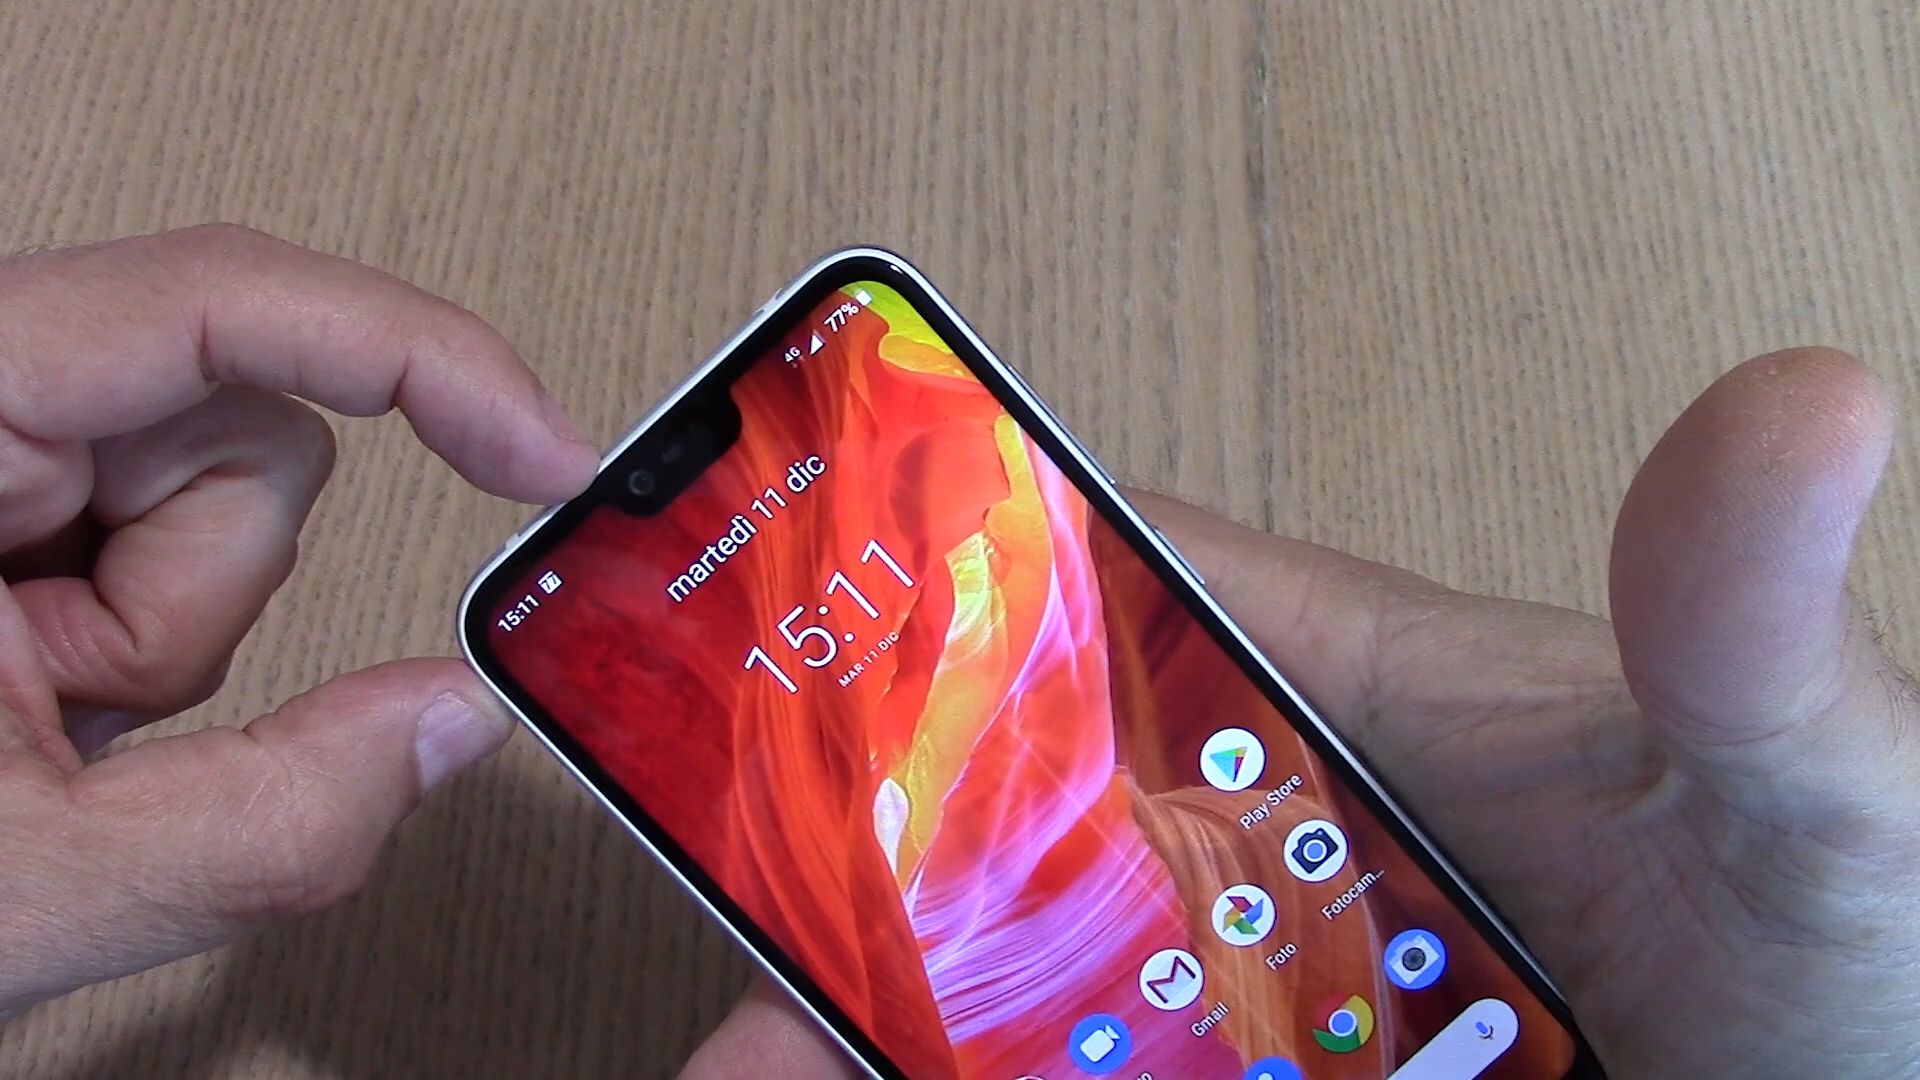 15:11
4G 77%
martedì 11 dic
15:11
MAR 11 DIC
Play Store
Fotocam...
Foto
Gmail